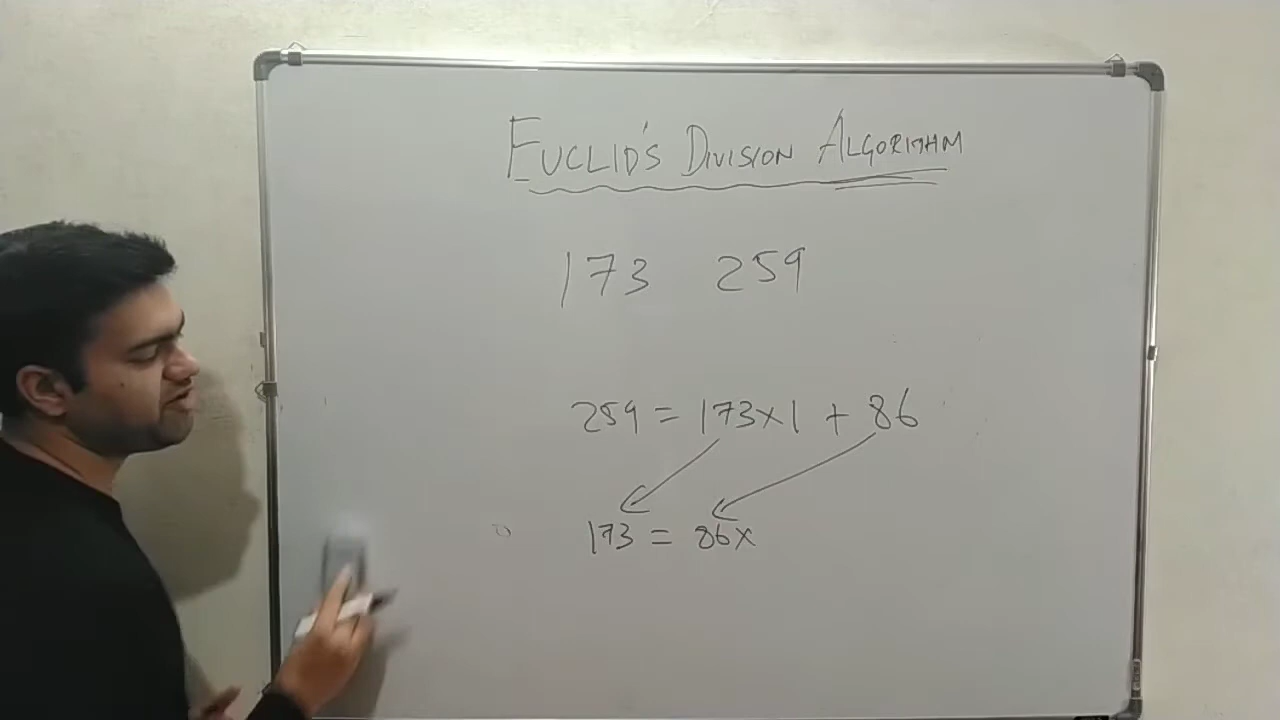 EUCLID'S DIVISION ALGORITHM
173 259
259 = 173x1 + 86
173 = 86x